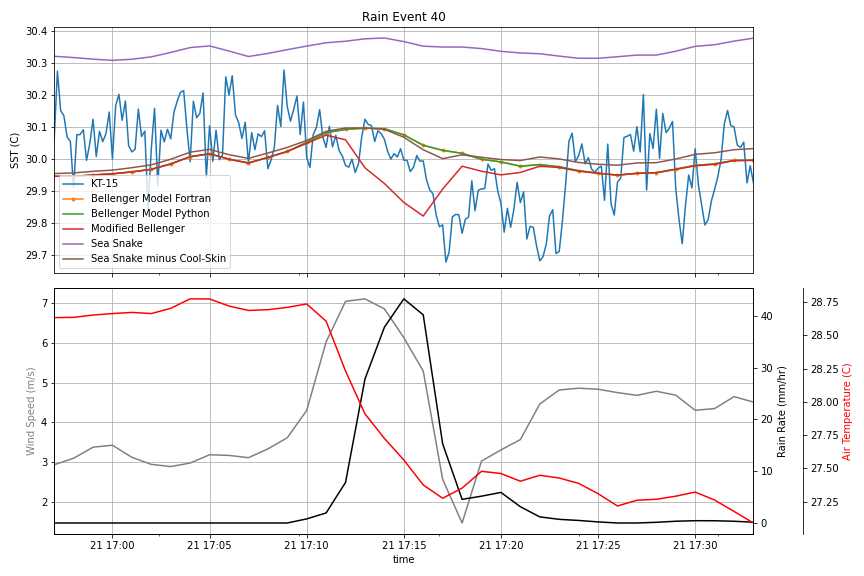 Rain Event 40
30.4
30.3
30.2
30.1
30.0
29.9
29.8
29.7
SST (C)
KT-15
Bellenger Model Fortran
Bellenger Model Python
Modified Bellenger
Sea Snake
Sea Snake minus Cool-Skin
7
6
5
4
3
2
Wind Speed (m/s)
40
30
20
10
0
Rain Rate (mm/hr)
28.75
28.50
28.25
28.00
27.75
27.50
27.25
Air Temperature (C)
21 17:00
21 17:05
21 17:10
21 17:15
21 17:20
21 17:25
21 17:30
time